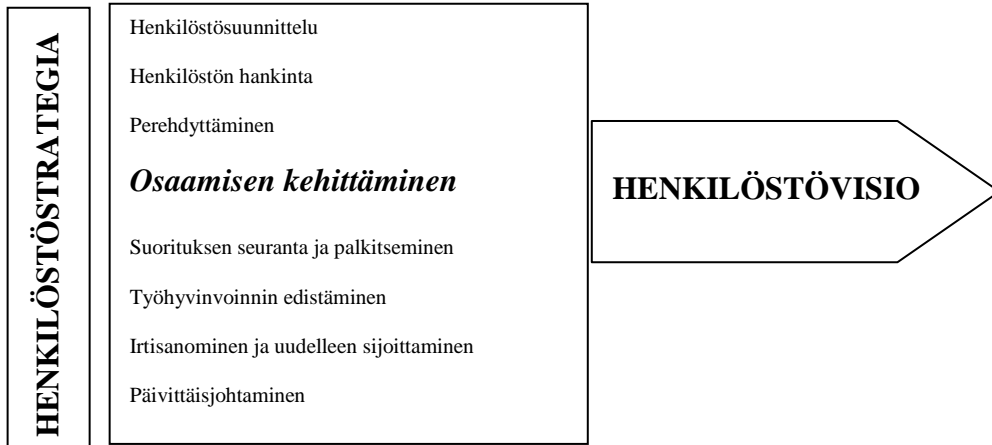 HENKILÖSTÖSTRATEGIA
Henkilöstösuunnittelu
Henkilöstön hankinta
Perehdyttäminen
Osaamisen kehittäminen
Suorituksen seuranta ja palkitseminen
Työhyvinvoinnin edistäminen
Irtisanominen ja uudelleen sijoittaminen
Päivittäisjohtaminen
HENKILÖSTÖVISIO